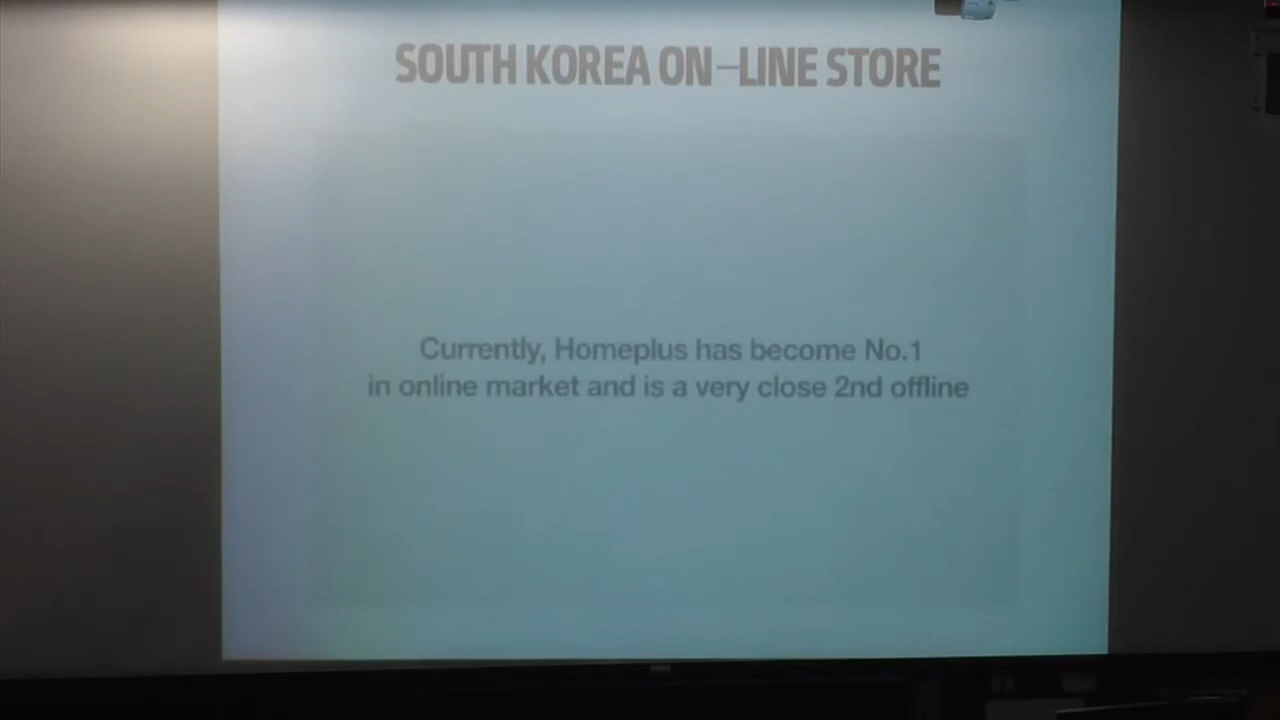 SOUTH KOREA ON-LINE STORE
Currently, Homeplus has become No.1
in online market and is a very close 2nd offline